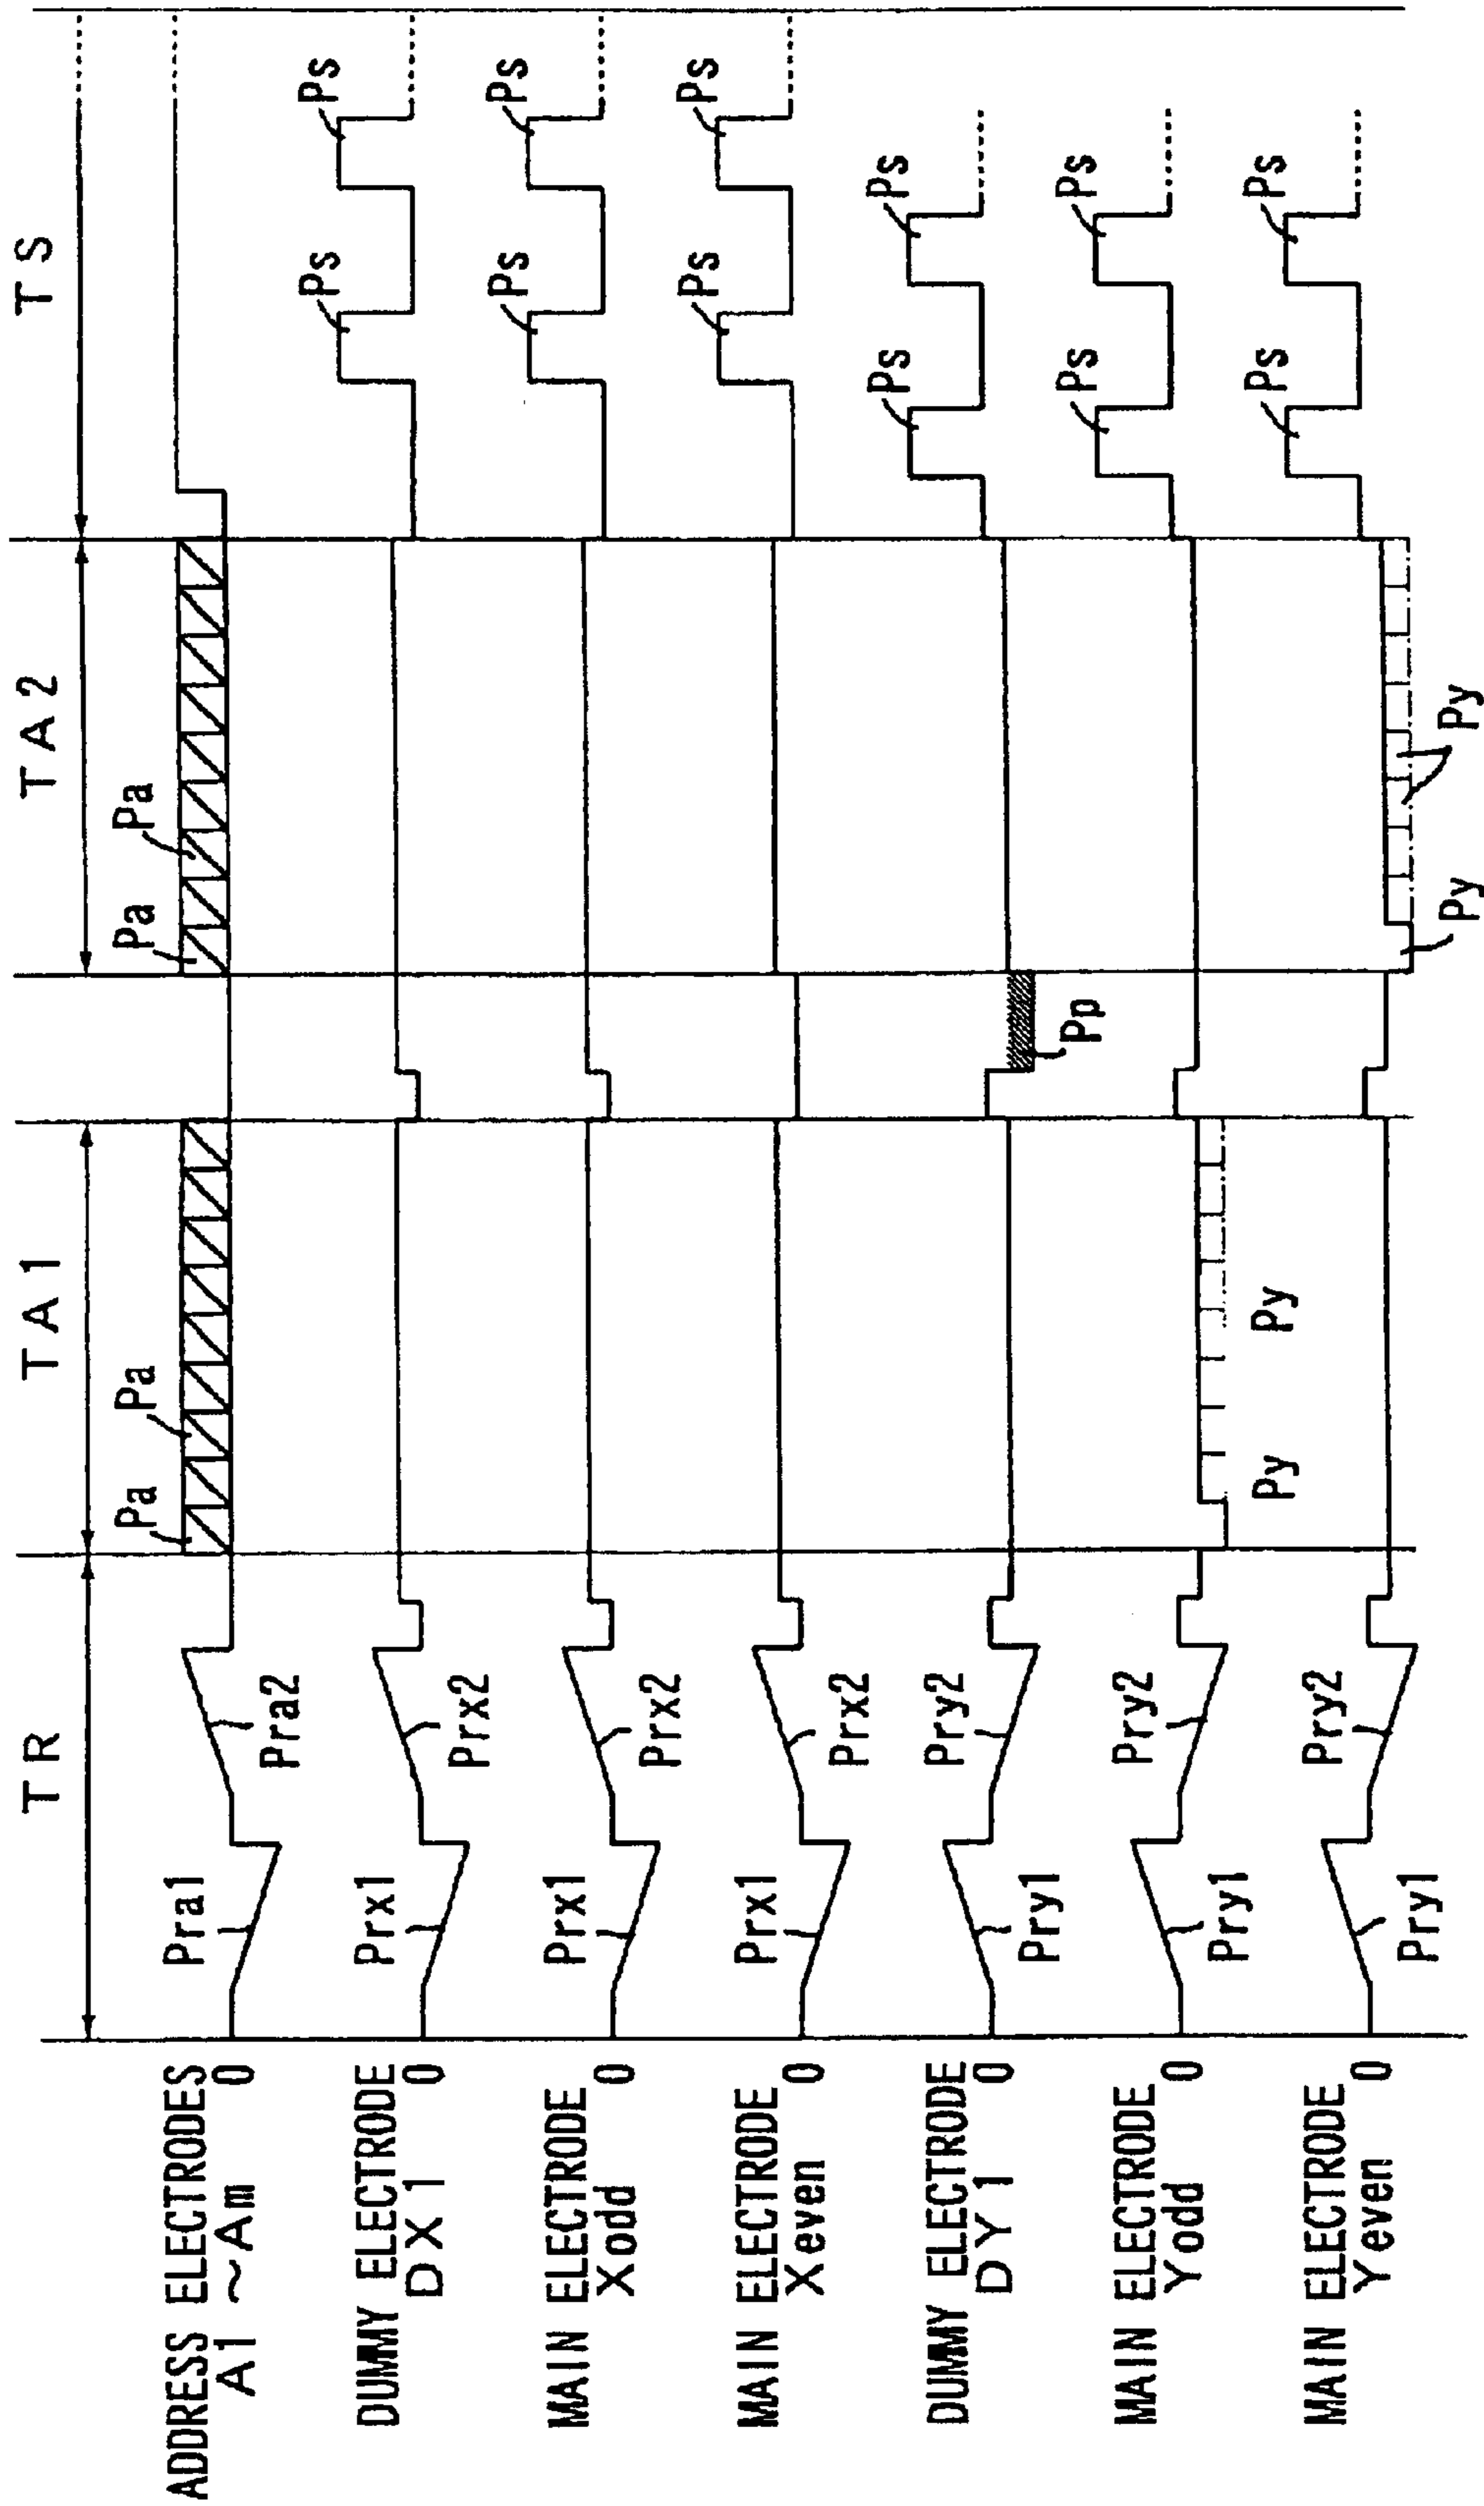 TR
TA1
TA2
TS
ADDRESS ELECTRODES
A1 ~ Am
0
Pra1
Pra2
Pa
Pa
Pa
Pa
DUMMY ELECTRODE
DX1
0
Prx1
Prx2
Ps
Ps
MAIN ELECTRODE
Xodd
0
Prx1
Prx2
Ps
Ps
MAIN ELECTRODE
Xeven
0
Prx1
Prx2
Ps
Ps
DUMMY ELECTRODE
DY1
0
Pry1
Pry2
Pp
Ps
Ps
MAIN ELECTRODE
Yodd
0
Pry1
Pry2
Py
Py
Ps
Ps
MAIN ELECTRODE
Yeven
0
Pry1
Pry2
Py
Py
Ps
Ps